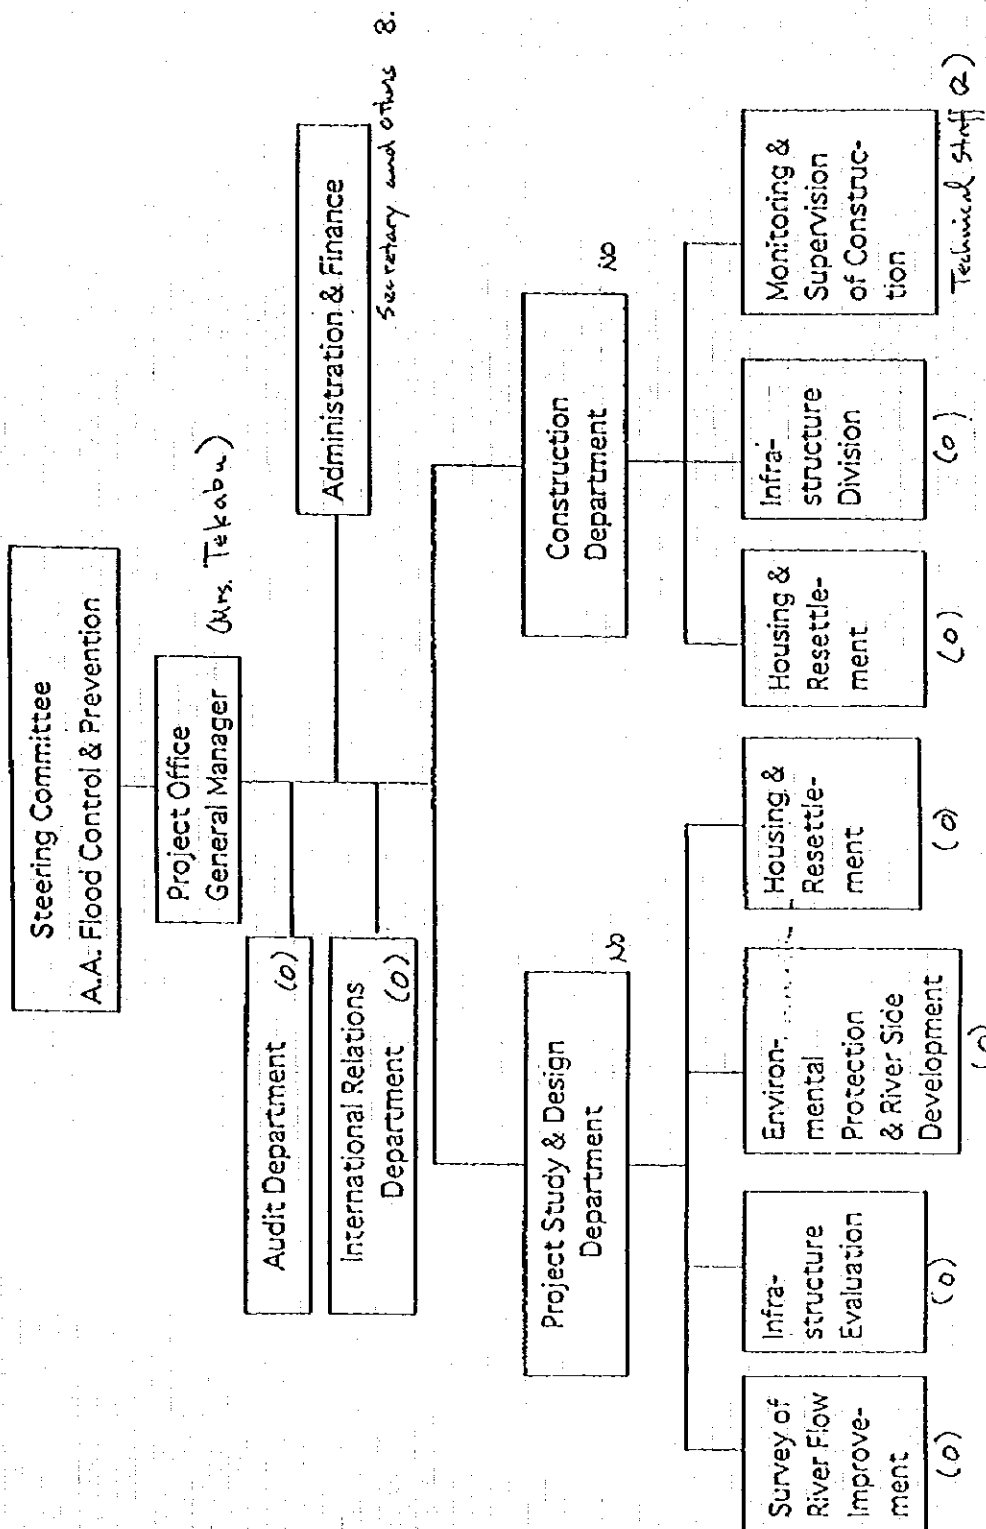 Steering Committee
A.A. Flood Control & Prevention
Project Office
General Manager
(Mrs. Tekabu)
Audit Department (0)
International Relations
Department (0)
Administration & Finance
Secretary and others 8.
Project Study & Design
Department
No
Construction
Department
No
Survey of
River Flow
Improve-
ment
(0)
Infra-
structure
Evaluation
(0)
Environ-
mental
Protection
& River Side
Development
(0)
Housing &
Resettle-
ment
(0)
Housing &
Resettle-
ment
(0)
Infra-
structure
Division
(0)
Monitoring &
Supervision
of Construc-
tion
Technical Staff (2)